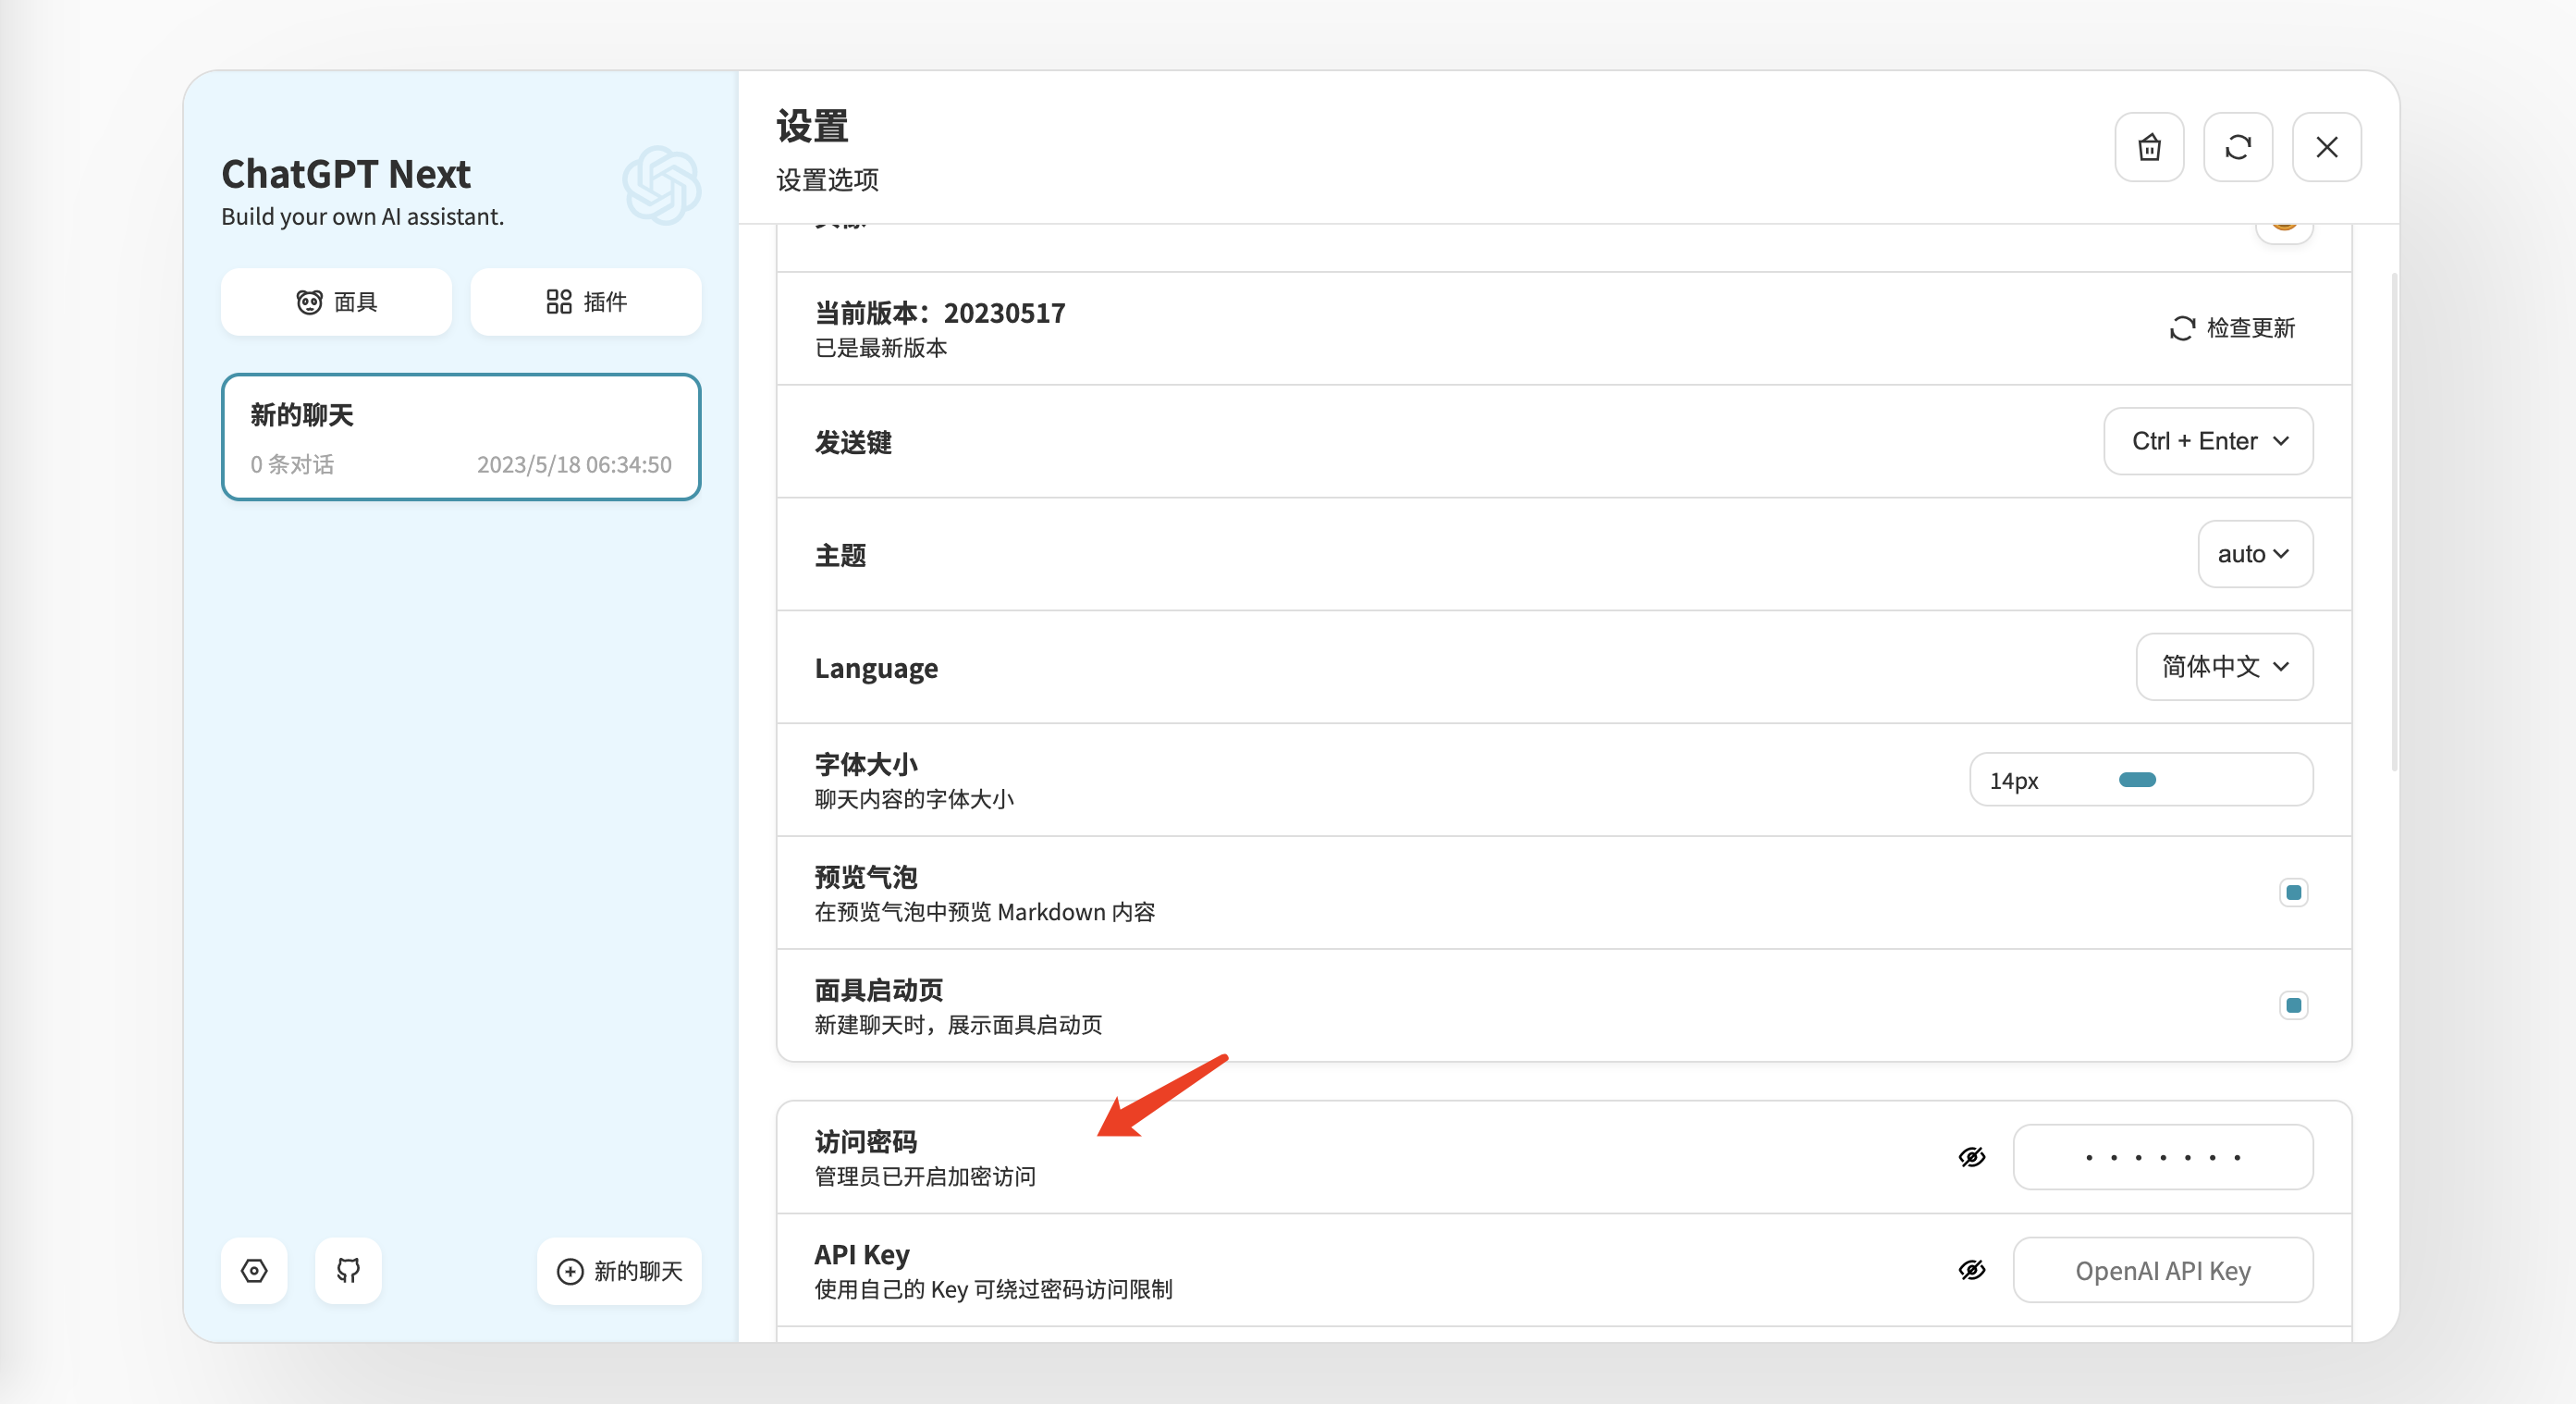 ChatGPT Next
Build your own AI assistant.
面具
插件
新的聊天
0 条对话
2023/5/18 06:34:50
新的聊天
设置
设置选项
当前版本：20230517
已是最新版本
检查更新
发送键
Ctrl + Enter
主题
auto
Language
简体中文
字体大小
聊天内容的字体大小
14px
预览气泡
在预览气泡中预览 Markdown 内容
面具启动页
新建聊天时，展示面具启动页
访问密码
管理员已开启加密访问
API Key
使用自己的 Key 可绕过密码访问限制
OpenAI API Key